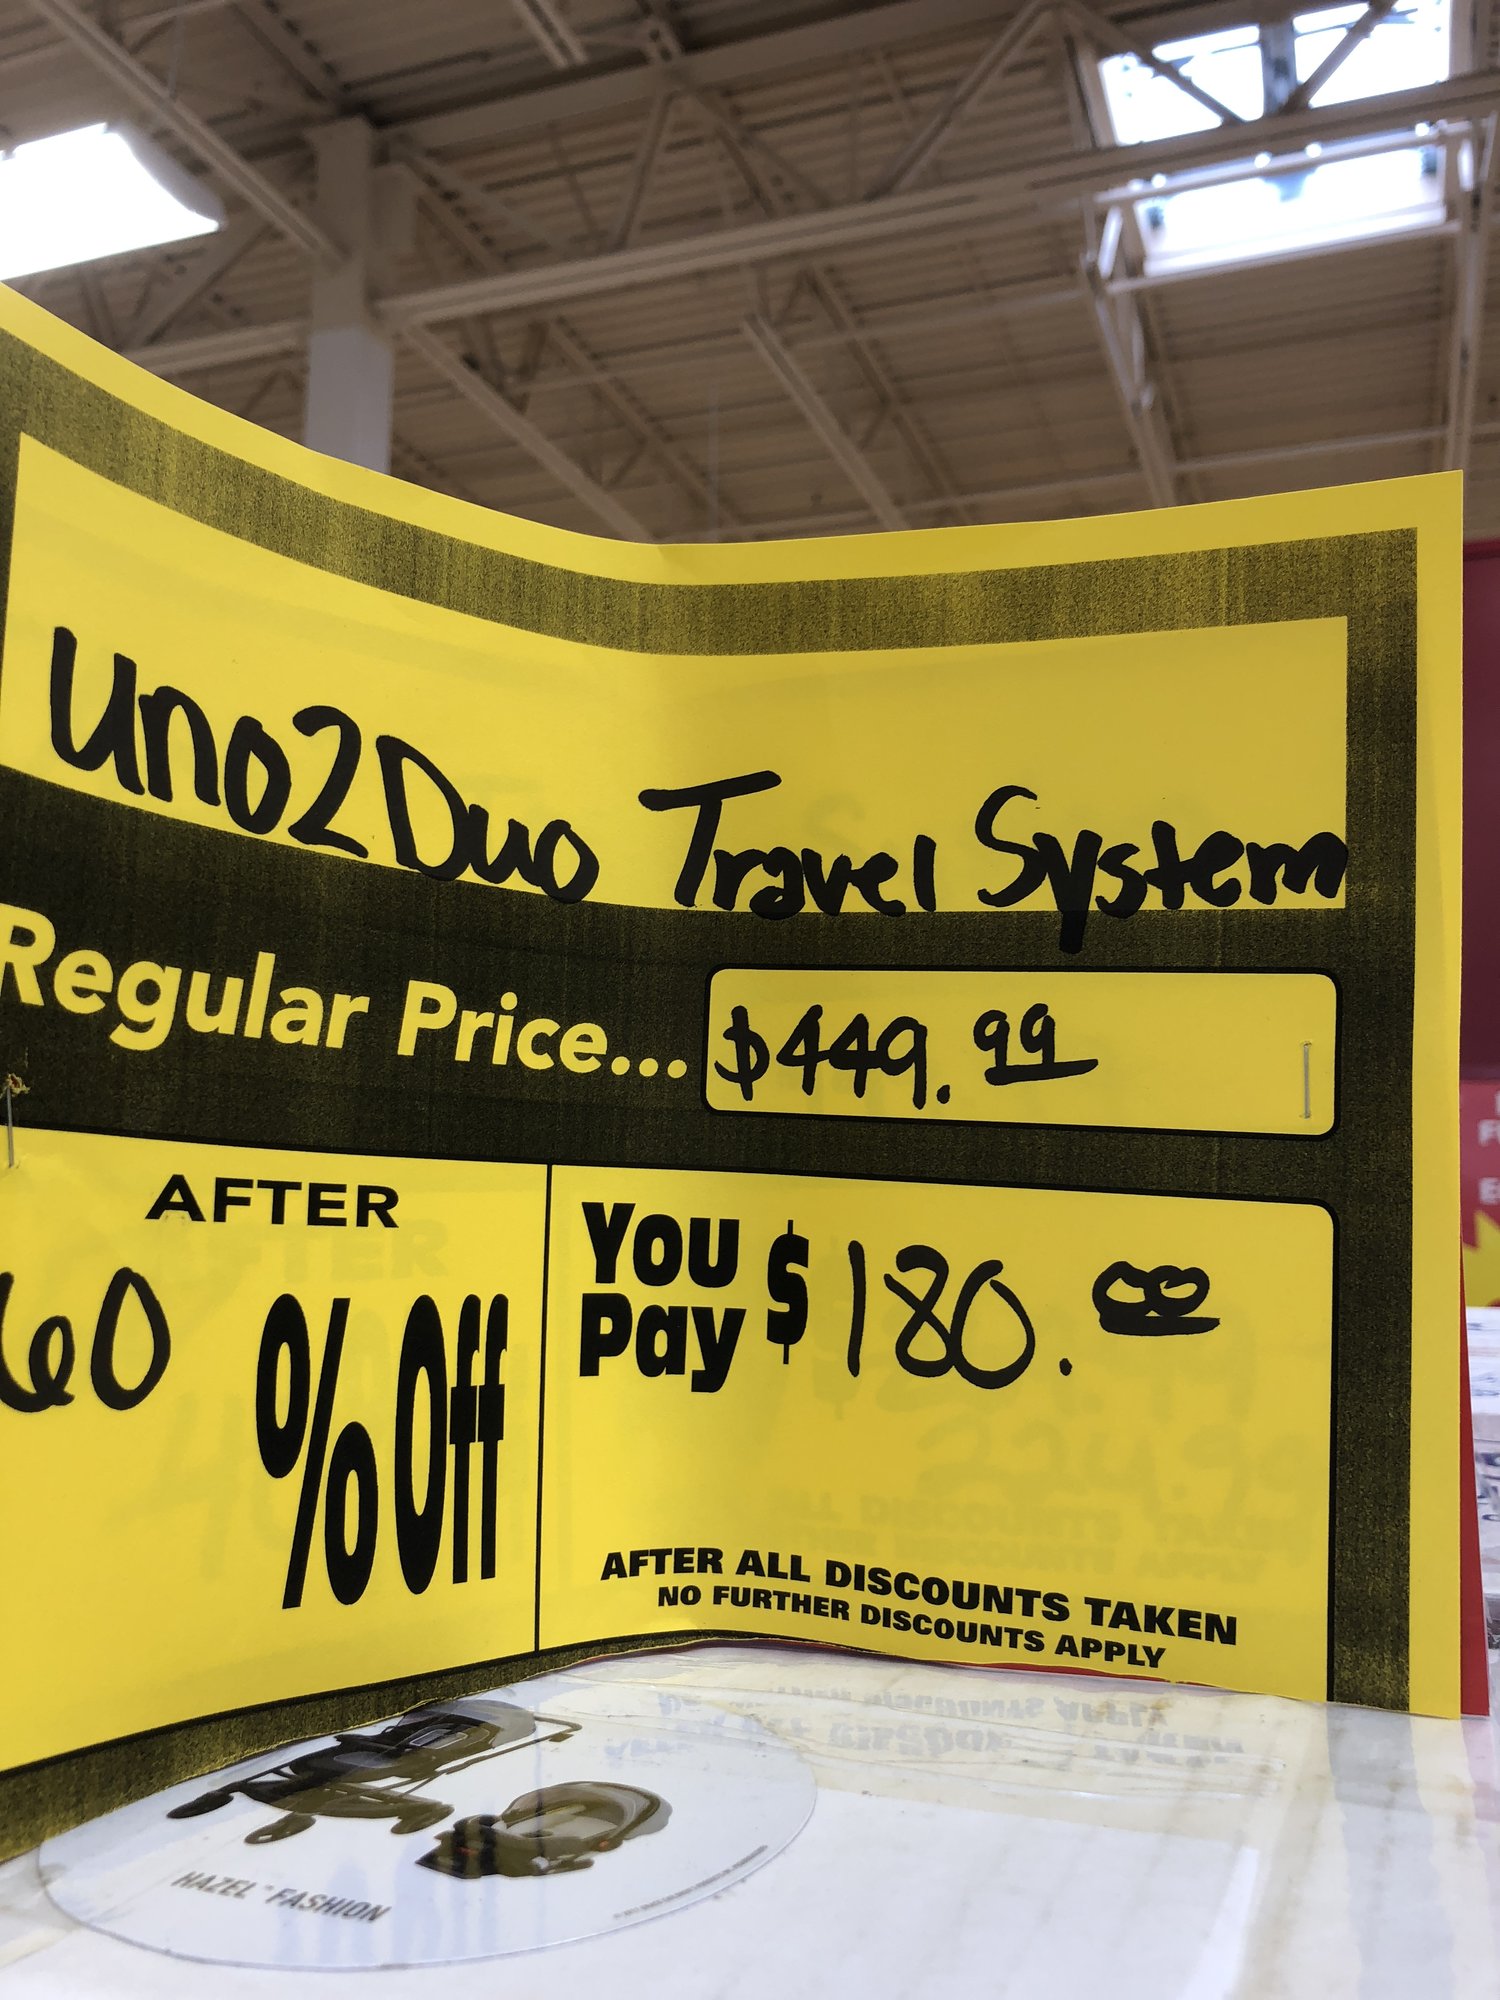 Uno2Duo Travel System
Regular Price... $449.99
AFTER
60 % Off
You Pay $180.00
AFTER ALL DISCOUNTS TAKEN
NO FURTHER DISCOUNTS APPLY
HAZEL™ FASHION